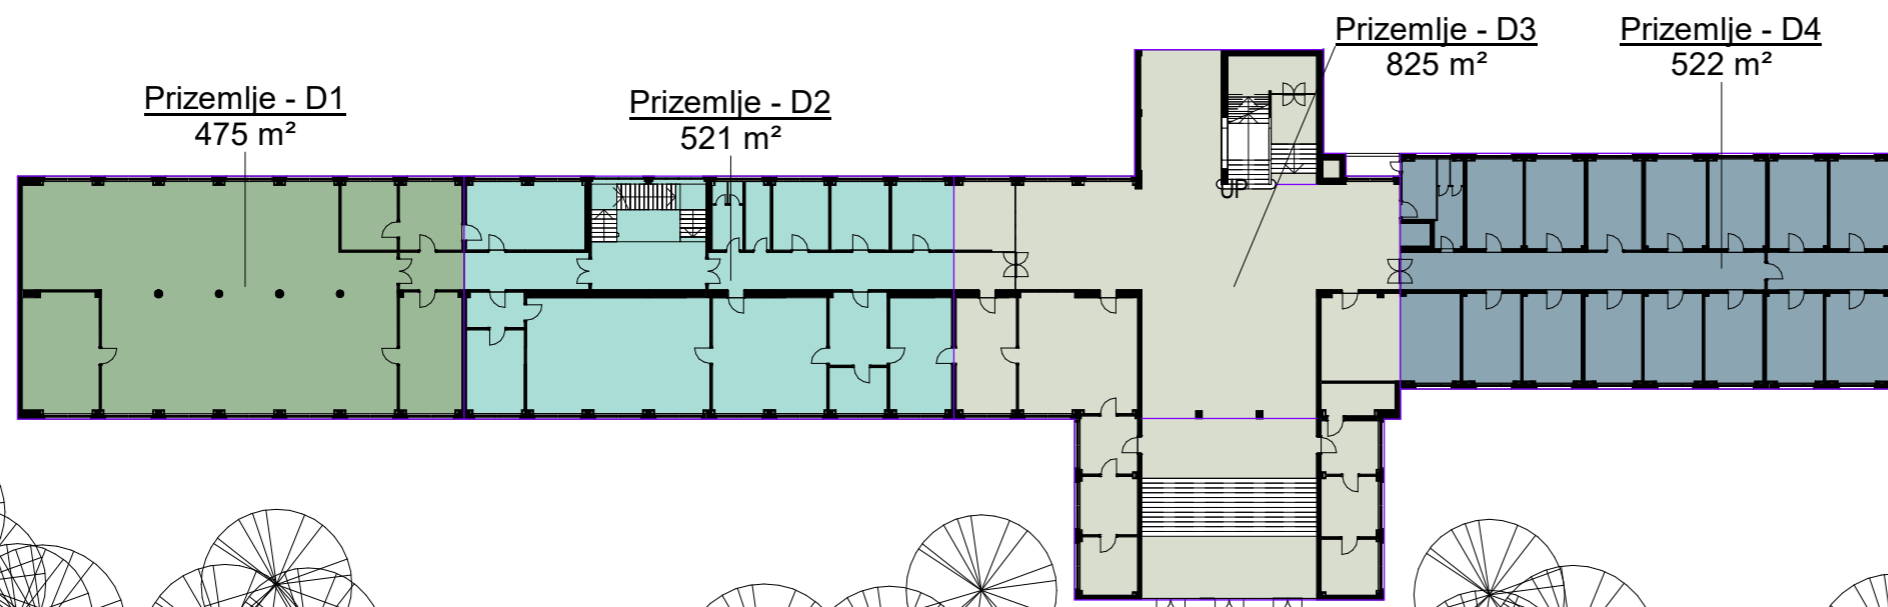 Prizemlje - D1
475 m²
Prizemlje - D2
521 m²
Prizemlje - D3
825 m²
Prizemlje - D4
522 m²
UP